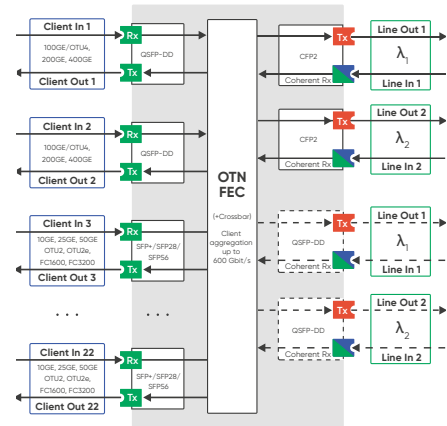 Client In 1
100GE/OTU4,
200GE, 400GE
Client Out 1
Rx
Tx
QSFP-DD
Client In 2
100GE/OTU4,
200GE, 400GE
Client Out 2
Rx
Tx
QSFP-DD
Client In 3
10GE, 25GE, 50GE
OTU2, OTU2e,
FC1600, FC3200
Client Out 3
Rx
Tx
SFP+/SFP28/
SFP56
...
...
Client In 22
10GE, 25GE, 50GE
OTU2, OTU2e,
FC1600, FC3200
Client Out 22
Rx
Tx
SFP+/SFP28/
SFP56
OTN
FEC
(+Crossbar)
Client
aggregation
up to
600 Gbit/s
CFP2
Coherent Rx
Tx
Line Out 1
λ1
Line In 1
CFP2
Coherent Rx
Tx
Line Out 2
λ2
Line In 2
QSFP-DD
Coherent Rx
Tx
Line Out 1
λ1
Line In 1
QSFP-DD
Coherent Rx
Tx
Line Out 2
λ2
Line In 2